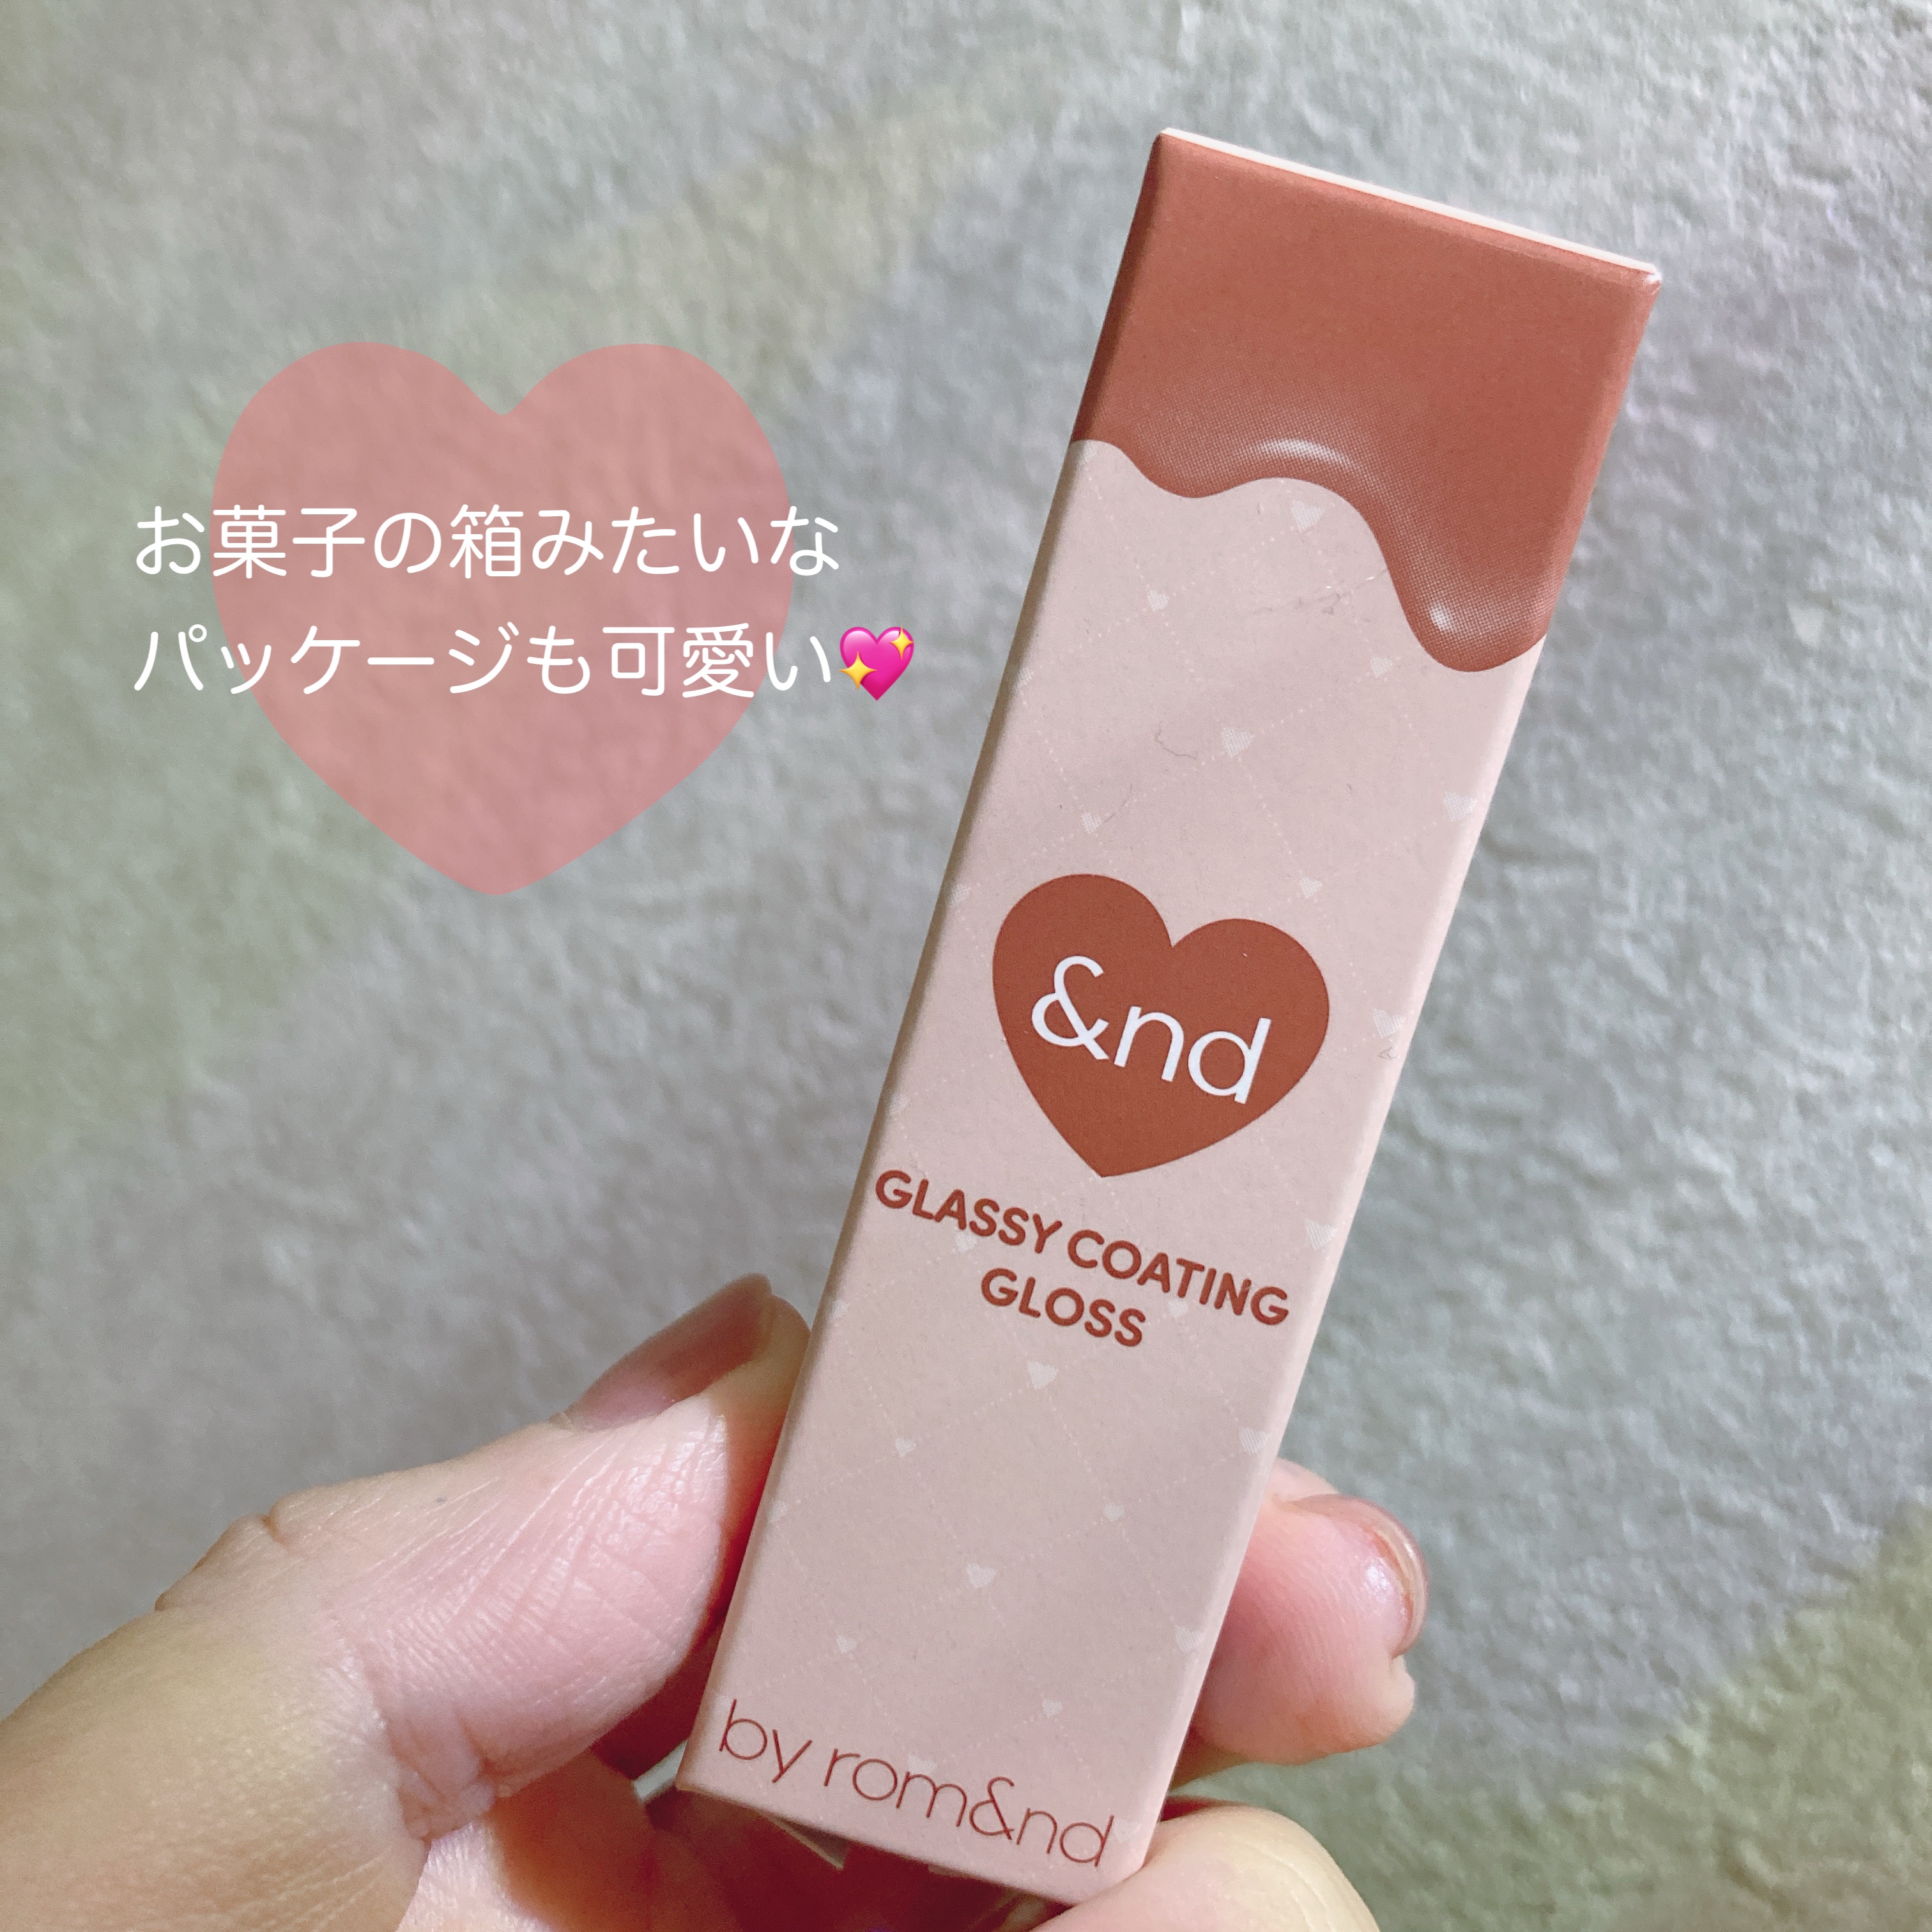 お菓子の箱みたいな
パッケージも可愛い💖
&nd
GLASSY COATING
GLOSS
by rom&nd